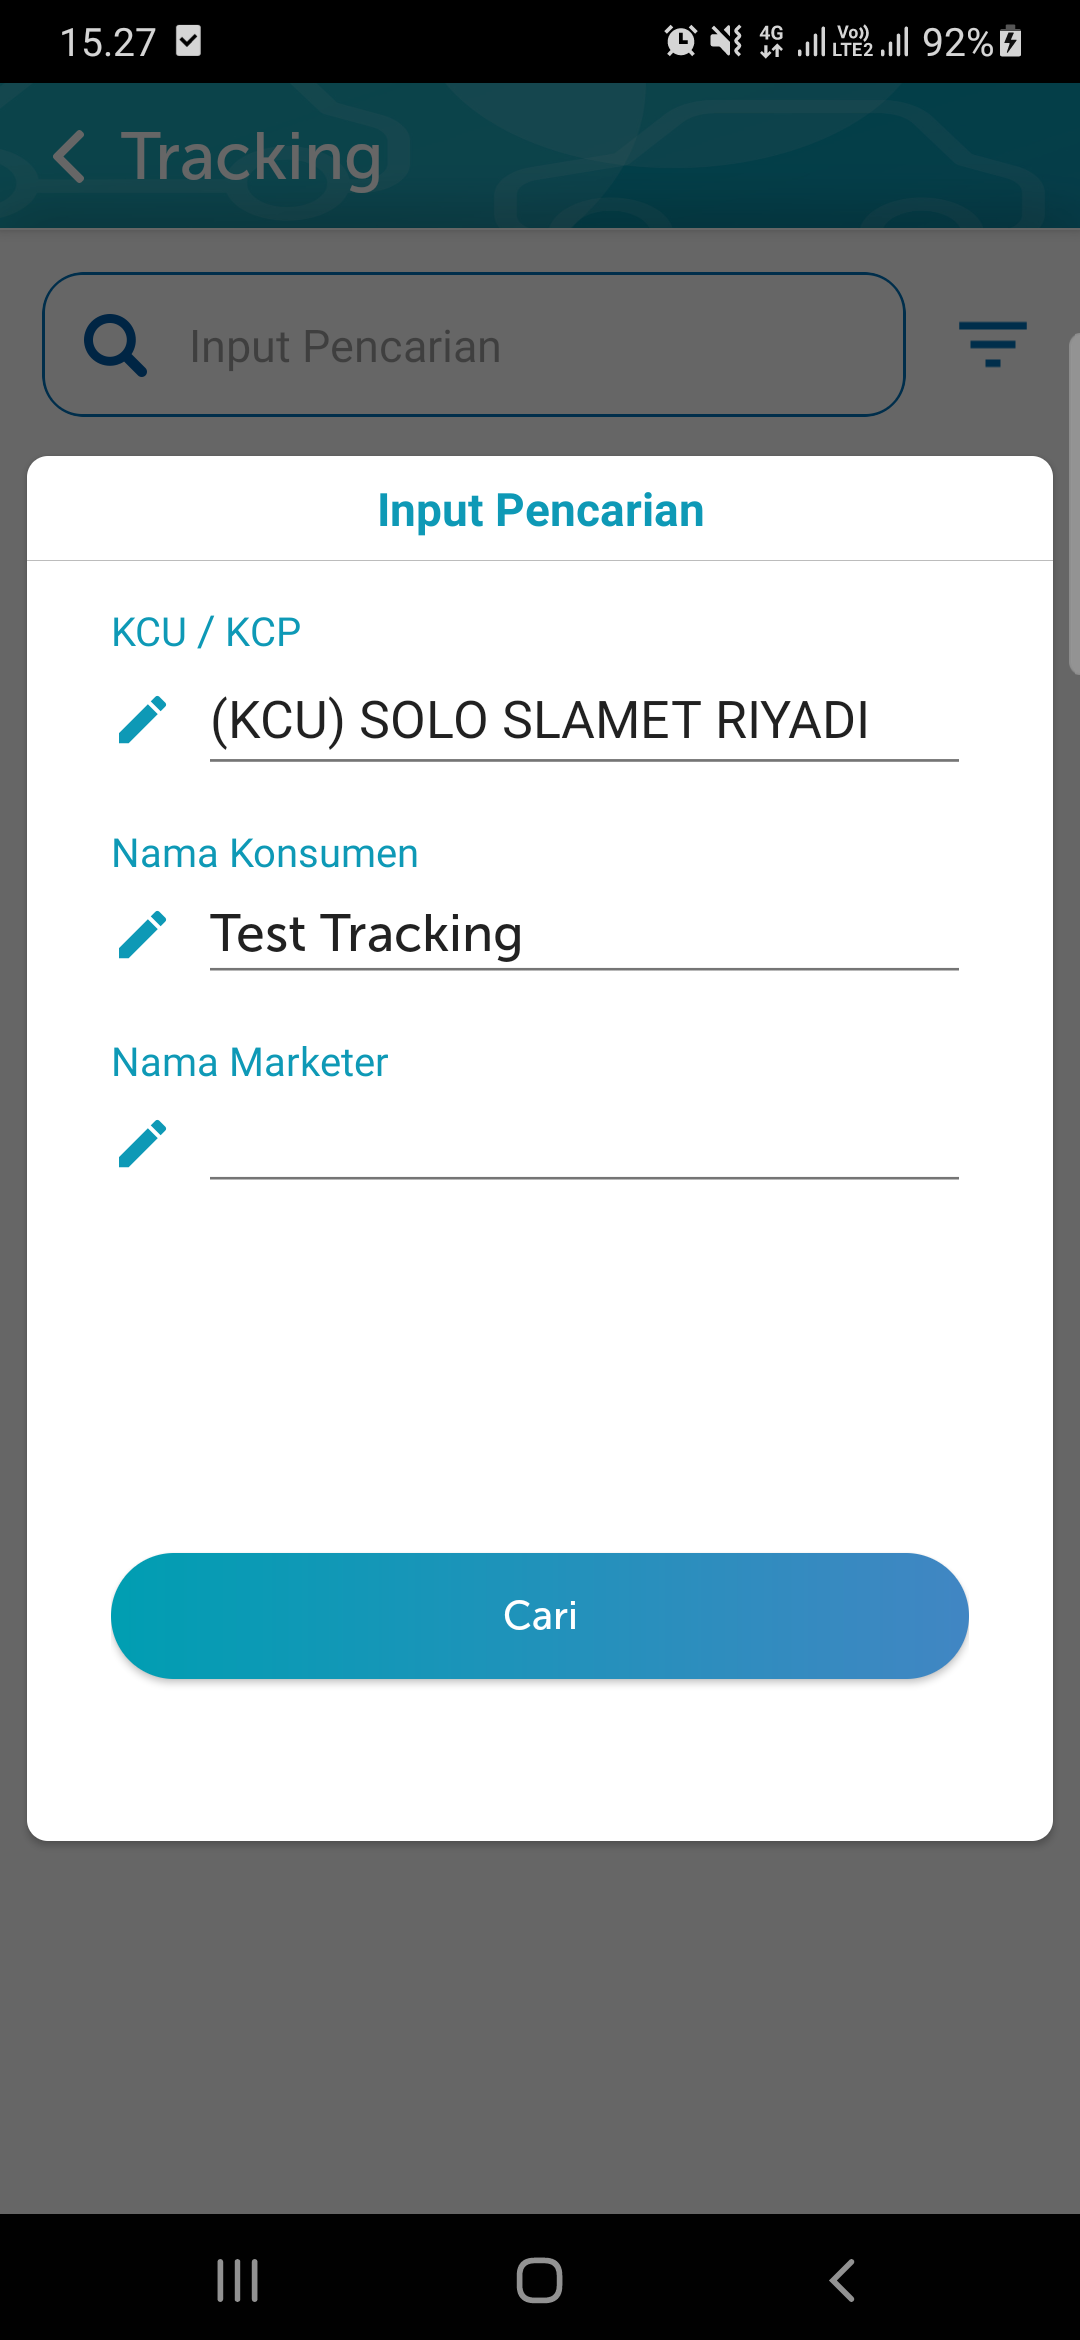 15.27 4G Vo)) LTE2 92%
Tracking
Input Pencarian
Input Pencarian
KCU / KCP
(KCU) SOLO SLAMET RIYADI
Nama Konsumen
Test Tracking
Nama Marketer
Cari